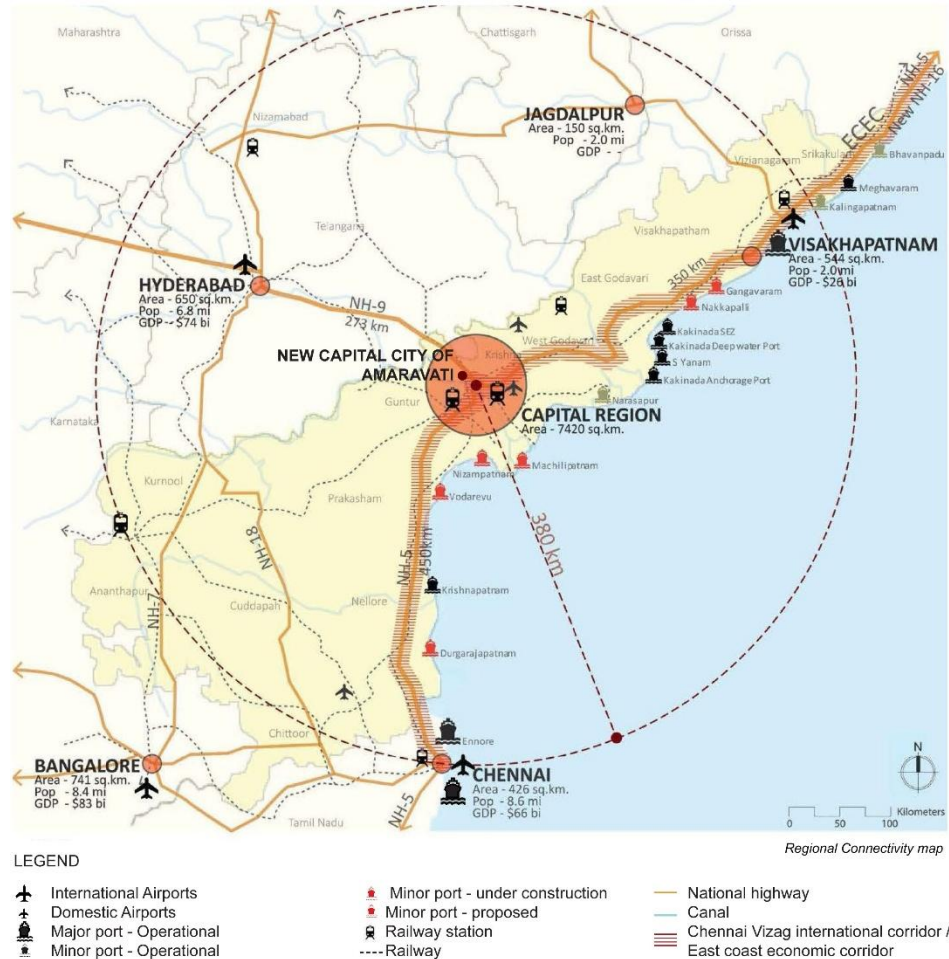 Maharashtra
Chattisgarh
Orissa
Nizamabad
JAGDALPUR
Area - 150 sq.km.
Pop - 2.0 mi
GDP - -
ECEC
NH-5
New NH-16
Vizianagaram
Srikakulam
Bhavanpadu
Meghavaram
Kalingapatnam
Telangana
Visakhapatnam
VISAKHAPATNAM
Area - 544 sq.km.
Pop - 2.0mi
GDP - $26 bi
HYDERABAD
Area - 650 sq.km.
Pop - 6.8 mi
GDP - $74 bi
East Godavari
350 km
Gangavaram
Nakkapalli
NH-9
273 km
Kakinada SEZ
Kakinada Deep water Port
S Yanam
Kakinada Anchorage Port
West Godavari
Krishna
NEW CAPITAL CITY OF
AMARAVATI
Guntur
Narasapur
CAPITAL REGION
Area - 7420 sq.km.
Karnataka
Kurnool
Prakasham
Nizampatnam
Machilipatnam
Vodarevu
380 km
NH-18
NH-5
450km
Ananthapur
Cuddapah
Nellore
Krishnapatnam
NH-7
Durgarajapatnam
Chittoor
Ennore
BANGALORE
Area - 741 sq.km.
Pop - 8.4 mi
GDP - $83 bi
CHENNAI
Area - 426 sq.km.
Pop - 8.6 mi
GDP - $66 bi
NH-5
Tamil Nadu
N
Kilometers
0 50 100
Regional Connectivity map
LEGEND
International Airports
Domestic Airports
Major port - Operational
Minor port - Operational
Minor port - under construction
Minor port - proposed
Railway station
Railway
National highway
Canal
Chennai Vizag international corridor /
East coast economic corridor